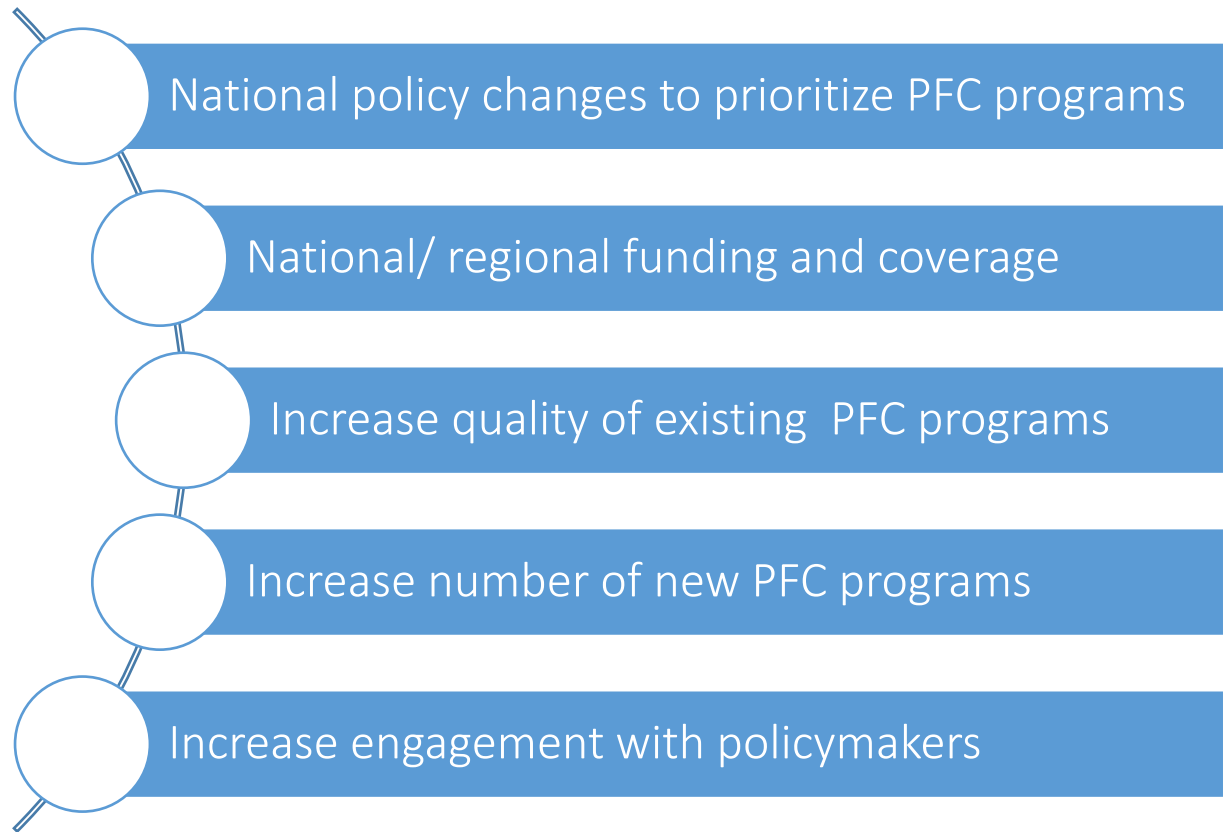 National policy changes to prioritize PFC programs
National/ regional funding and coverage
Increase quality of existing  PFC programs
Increase number of new PFC programs
Increase engagement with policymakers